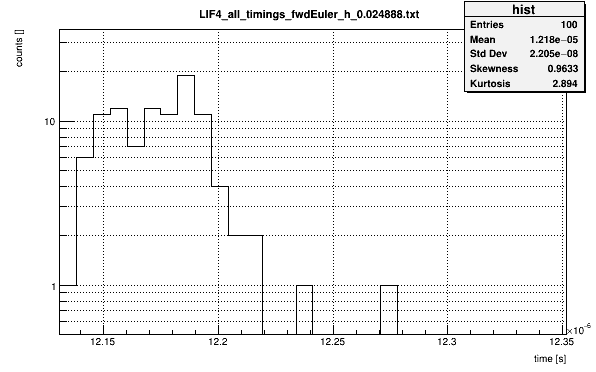 LIF4_all_timings_fwdEuler_h_0.024888.txt
hist
Entries 100
Mean 1.218e−05
Std Dev 2.205e−08
Skewness 0.9633
Kurtosis 2.894
counts []
10
1
12.15 12.2 12.25 12.3 12.35
×10⁻⁶
time [s]